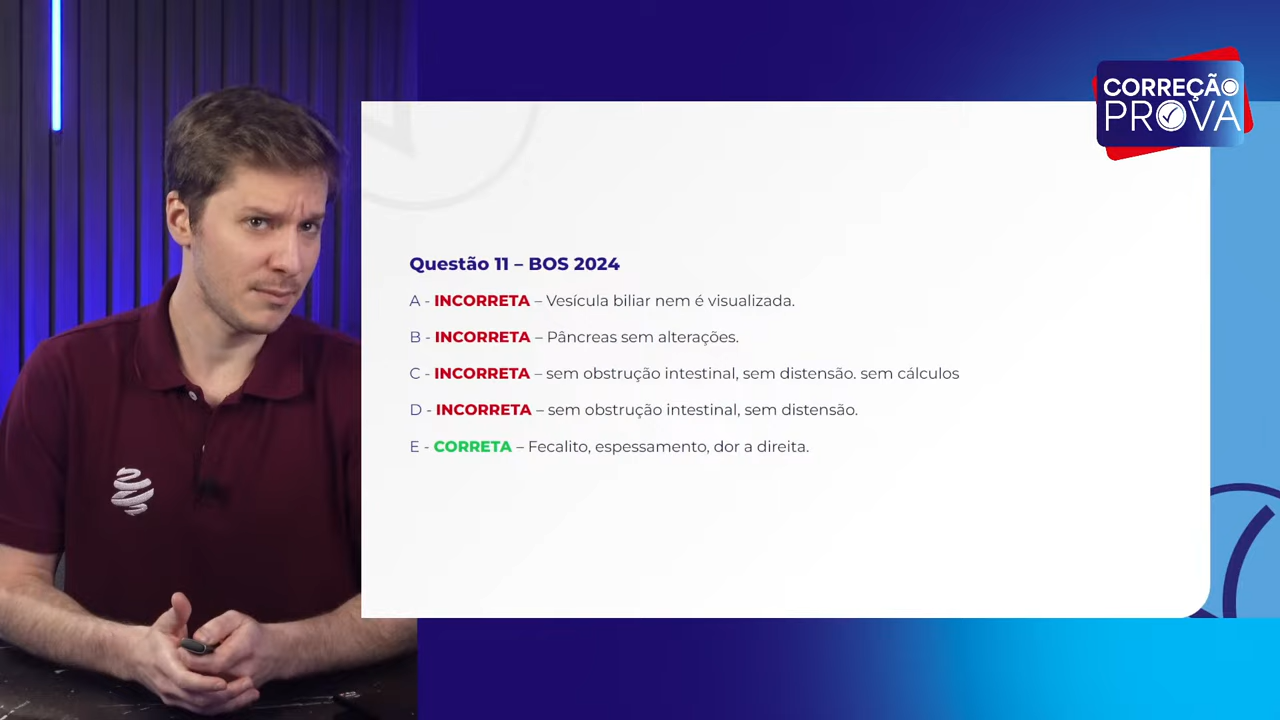 CORREÇÃO
PROVA
Questão 11 – BOS 2024
A - INCORRETA – Vesícula biliar nem é visualizada.
B - INCORRETA – Pâncreas sem alterações.
C - INCORRETA – sem obstrução intestinal, sem distensão. sem cálculos
D - INCORRETA – sem obstrução intestinal, sem distensão.
E - CORRETA – Fecalito, espessamento, dor a direita.